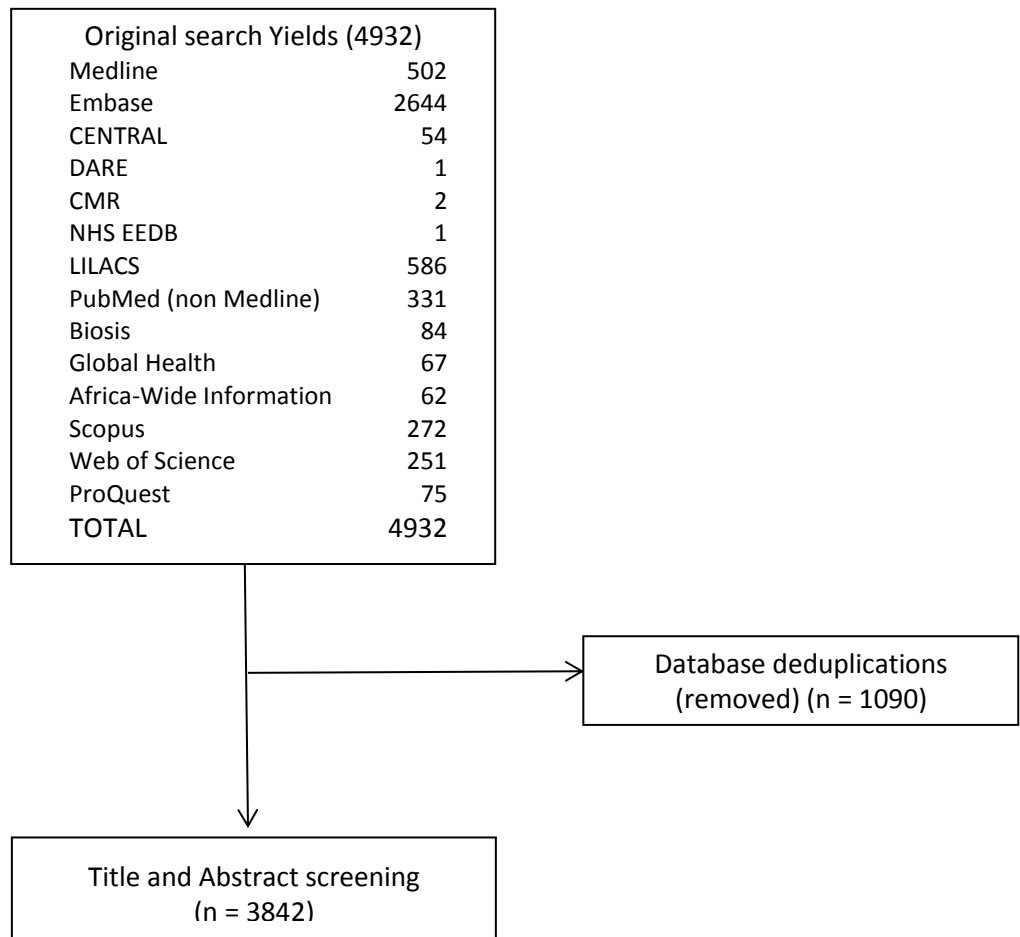 Original search Yields (4932)
Medline 502
Embase 2644
CENTRAL 54
DARE 1
CMR 2
NHS EEDB 1
LILACS 586
PubMed (non Medline) 331
Biosis 84
Global Health 67
Africa-Wide Information 62
Scopus 272
Web of Science 251
ProQuest 75
TOTAL 4932
Database deduplications
(removed) (n = 1090)
Title and Abstract screening
(n = 3842)